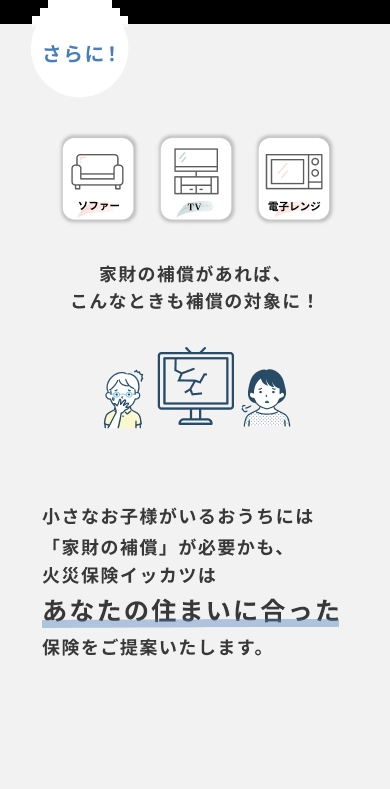 さらに！
ソファー
TV
電子レンジ
家財の補償があれば、
こんなときも補償の対象に！
小さなお子様がいるおうちには
「家財の補償」が必要かも、
火災保険イッカツは
あなたの住まいに合った
保険をご提案いたします。